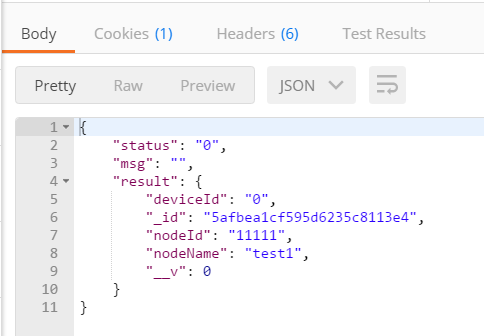 Body Cookies (1) Headers (6) Test Results
Pretty Raw Preview JSON
1 {
2 "status": "0",
3 "msg": "",
4 "result": {
5 "deviceId": "0",
6 "_id": "5afbea1cf595d6235c8113e4",
7 "nodeId": "11111",
8 "nodeName": "test1",
9 "__v": 0
10 }
11 }